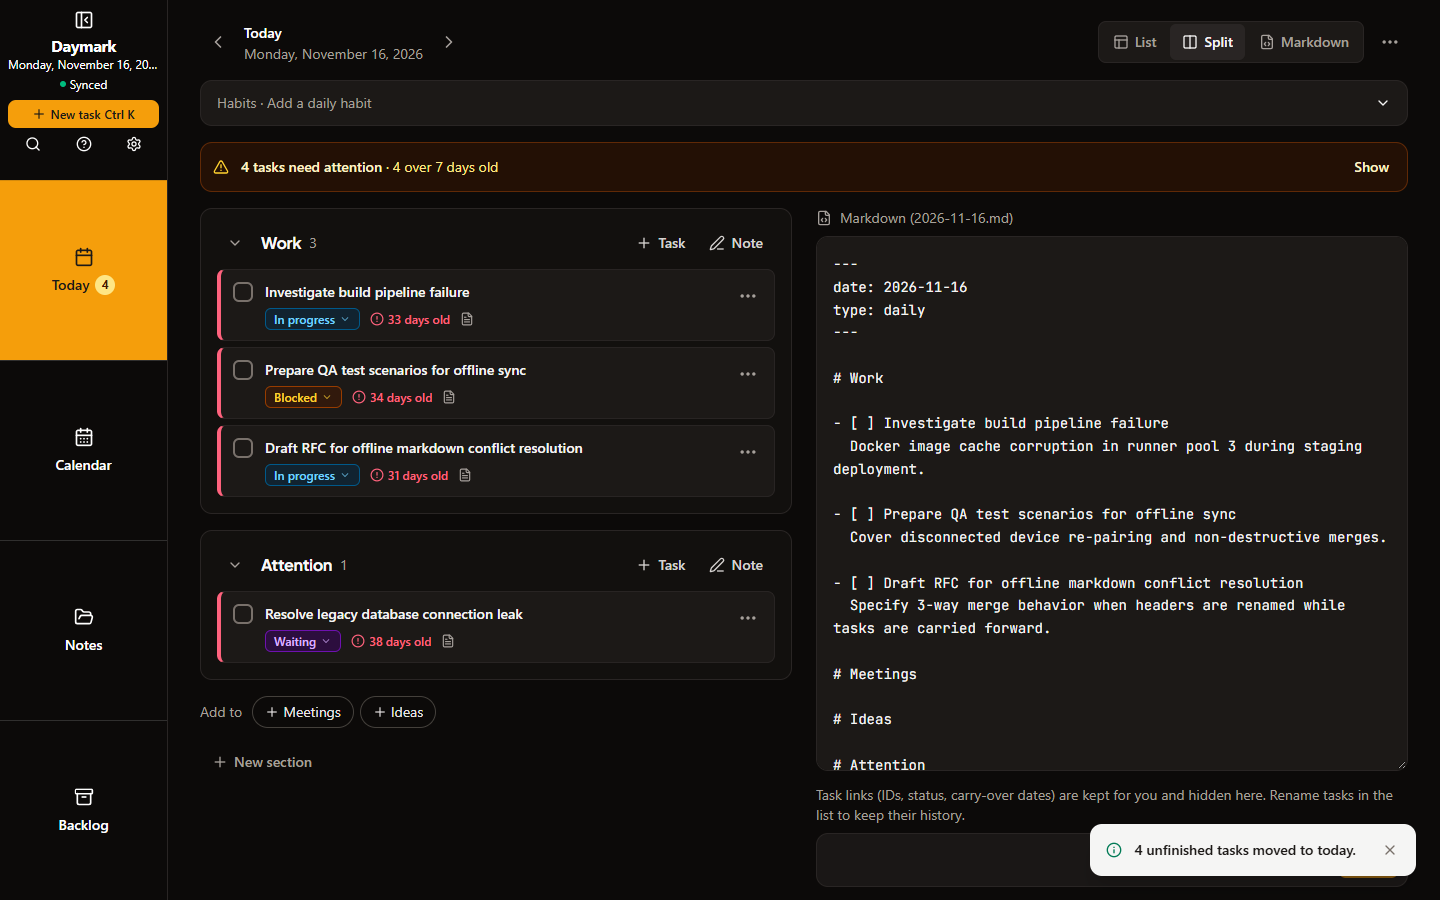 Daymark
Monday, November 16, 20...
Synced
New task Ctrl K
Today 4
Calendar
Notes
Backlog
Today
Monday, November 16, 2026
List
Split
Markdown
Habits · Add a daily habit
4 tasks need attention · 4 over 7 days old
Show
Work 3
Task
Note
Investigate build pipeline failure
In progress
33 days old
Prepare QA test scenarios for offline sync
Blocked
34 days old
Draft RFC for offline markdown conflict resolution
In progress
31 days old
Attention 1
Task
Note
Resolve legacy database connection leak
Waiting
38 days old
Add to
+ Meetings
+ Ideas
+ New section
Markdown (2026-11-16.md)
---
date: 2026-11-16
type: daily
---
# Work
- [ ] Investigate build pipeline failure
Docker image cache corruption in runner pool 3 during staging
deployment.
- [ ] Prepare QA test scenarios for offline sync
Cover disconnected device re-pairing and non-destructive merges.
- [ ] Draft RFC for offline markdown conflict resolution
Specify 3-way merge behavior when headers are renamed while
tasks are carried forward.
# Meetings
# Ideas
# Attention
Task links (IDs, status, carry-over dates) are kept for you and hidden here. Rename tasks in the
list to keep their history.
4 unfinished tasks moved to today.